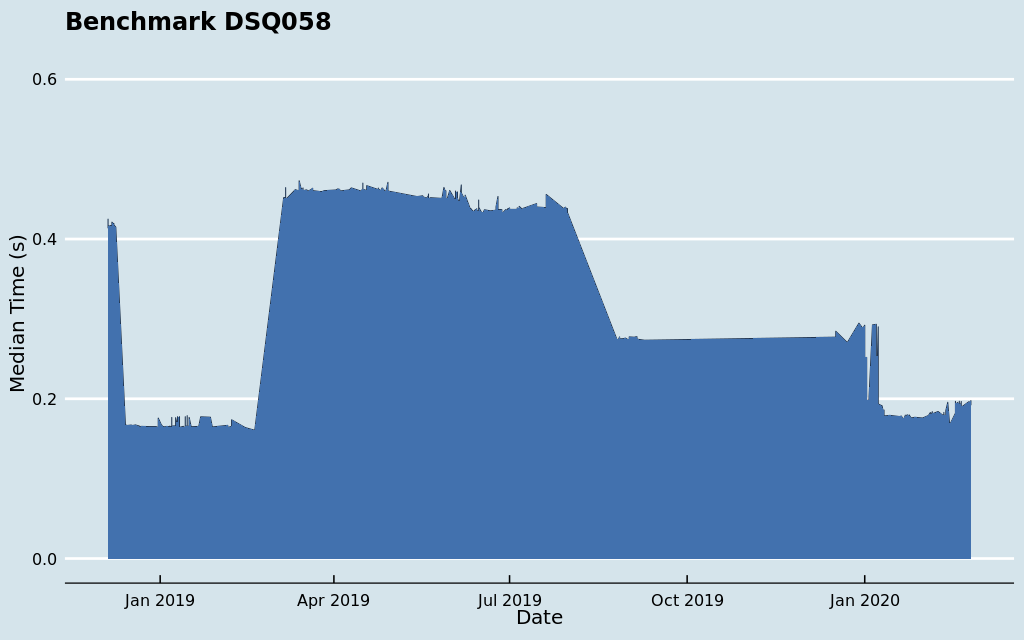 Benchmark DSQ058
Median Time (s)
0.6
0.4
0.2
0.0
Jan 2019
Apr 2019
Jul 2019
Oct 2019
Jan 2020
Date